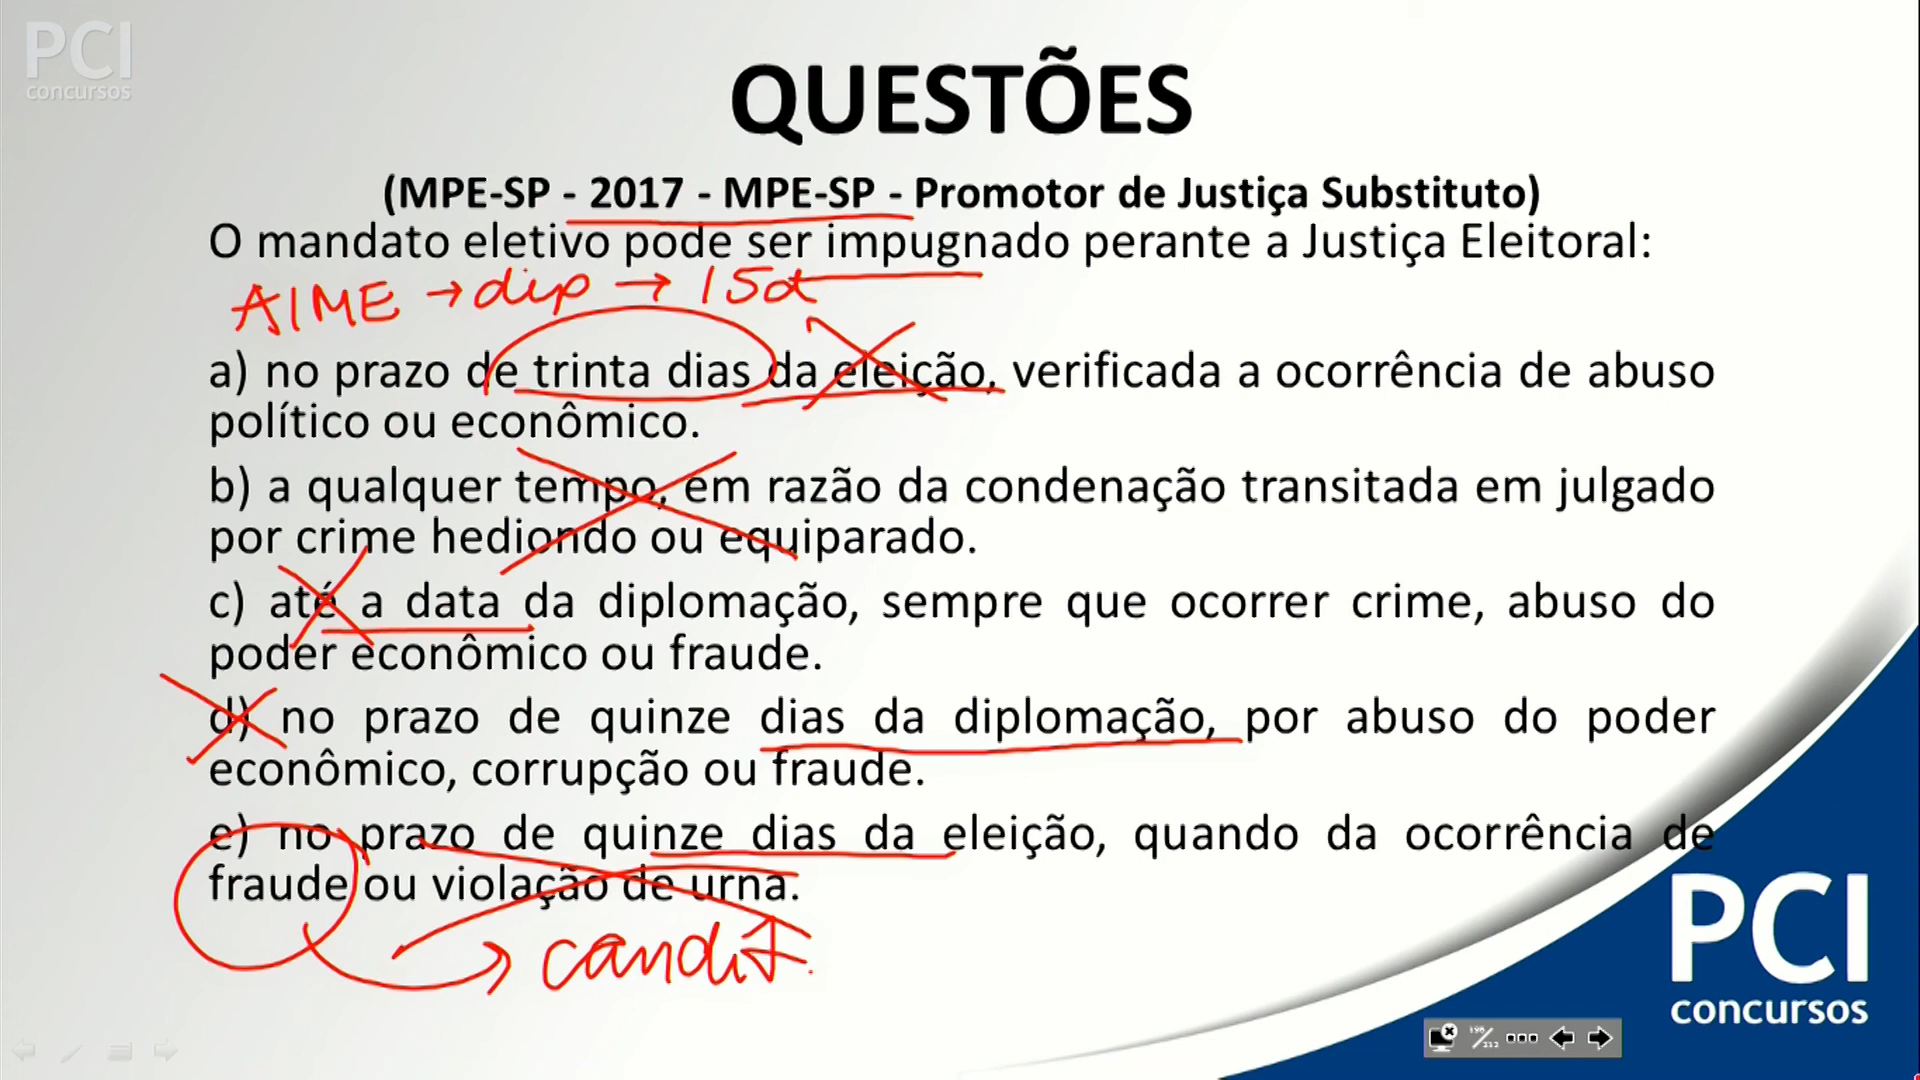 PCI
concursos
QUESTÕES
(MPE-SP - 2017 - MPE-SP - Promotor de Justiça Substituto)
O mandato eletivo pode ser impugnado perante a Justiça Eleitoral:
AIME → dip → 15d
a) no prazo de trinta dias da eleição, verificada a ocorrência de abuso
político ou econômico.
b) a qualquer tempo, em razão da condenação transitada em julgado
por crime hediondo ou equiparado.
c) até a data da diplomação, sempre que ocorrer crime, abuso do
poder econômico ou fraude.
d) no prazo de quinze dias da diplomação, por abuso do poder
econômico, corrupção ou fraude.
e) no prazo de quinze dias da eleição, quando da ocorrência de
fraude ou violação de urna.
PCI
concursos
196/212